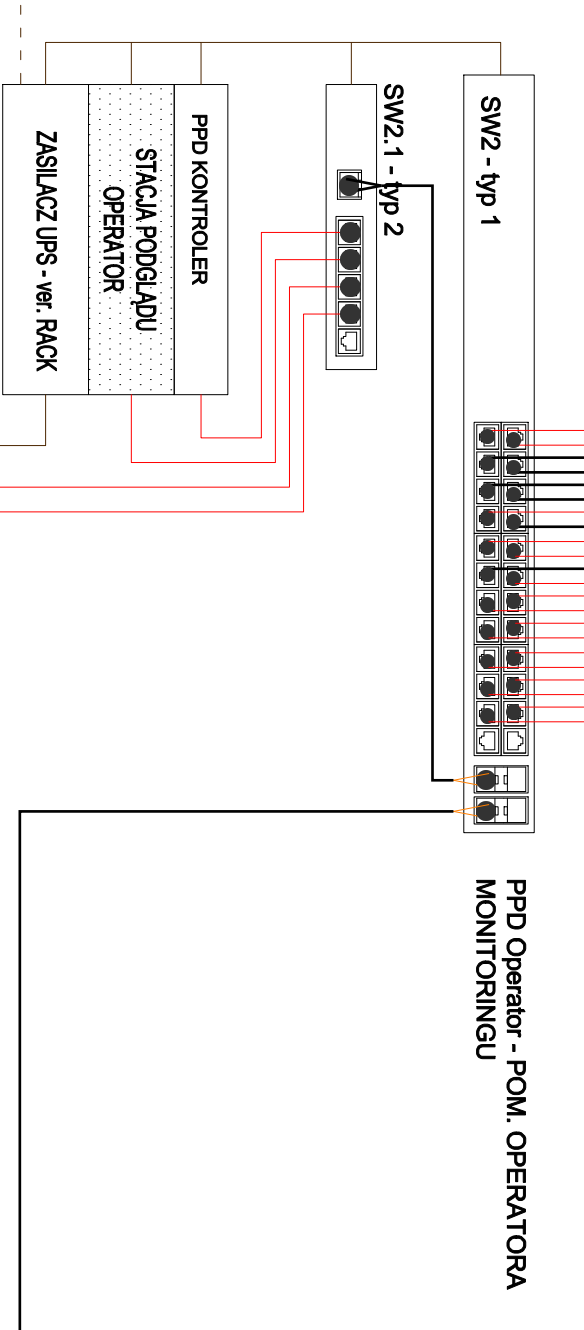 PPD Operator - POM. OPERATORA
MONITORINGU
SW2 - typ 1
SW2.1 - typ 2
PPD KONTROLER
STACJA PODGLĄDU
OPERATOR
ZASILACZ UPS - ver. RACK